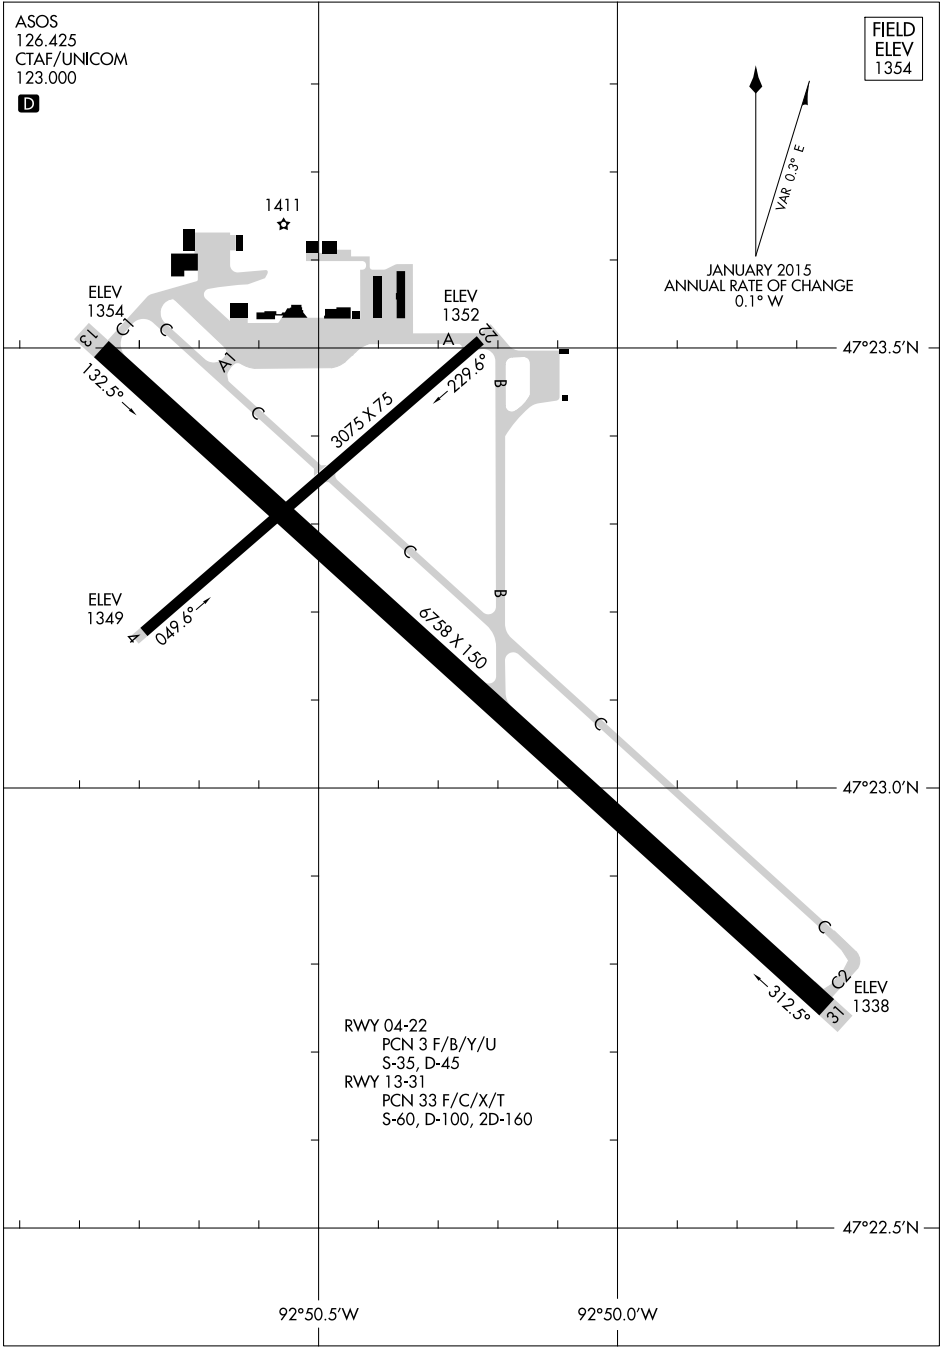 ASOS
126.425
CTAF/UNICOM
123.000
D
FIELD
ELEV
1354
VAR 0.3° E
JANUARY 2015
ANNUAL RATE OF CHANGE
0.1° W
1411
ELEV
1354
ELEV
1352
13
C1
C
A1
A
22
47°23.5'N
132.5°
229.6°
B
3075 X 75
C
C
B
ELEV
1349
4
049.6°
6758 X 150
C
47°23.0'N
C
C2
ELEV
1338
312.5°
31
RWY 04-22
PCN 3 F/B/Y/U
S-35, D-45
RWY 13-31
PCN 33 F/C/X/T
S-60, D-100, 2D-160
47°22.5'N
92°50.5'W
92°50.0'W